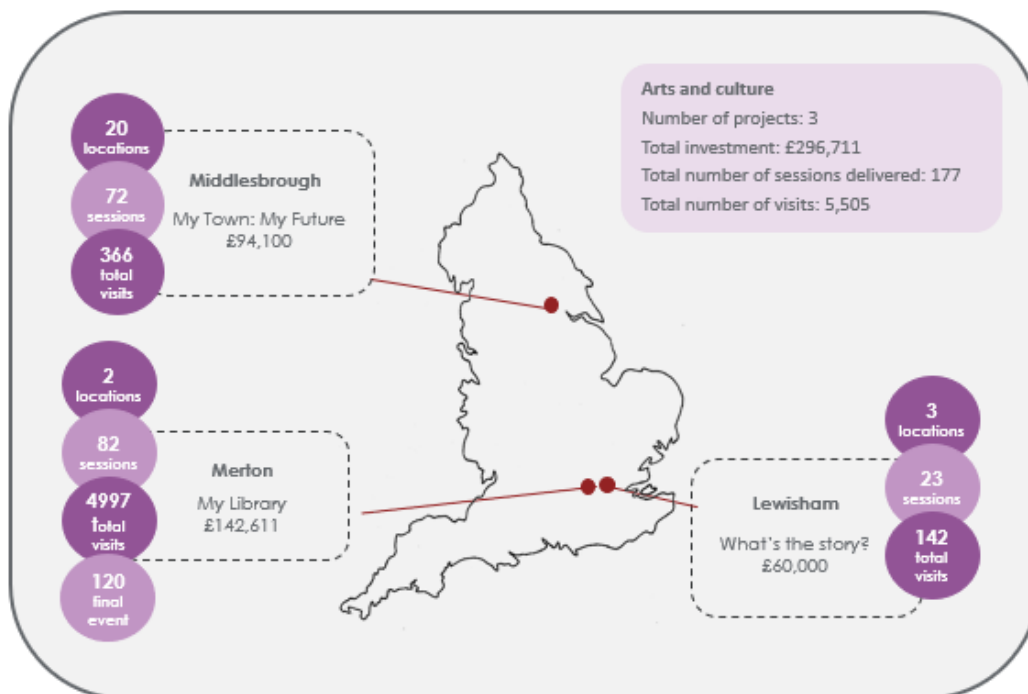 Arts and culture
Number of projects: 3
Total investment: £296,711
Total number of sessions delivered: 177
Total number of visits: 5,505
20
locations
72
sessions
366
total
visits
Middlesbrough
My Town: My Future
£94,100
2
locations
82
sessions
4997
total
visits
120
final
event
Merton
My Library
£142,611
Lewisham
What's the story?
£60,000
3
locations
23
sessions
142
total
visits